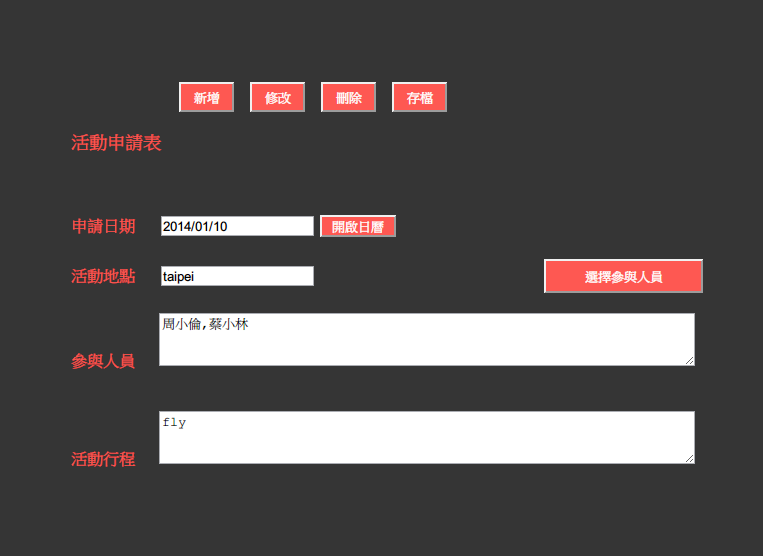 新增 修改 刪除 存檔
活動申請表
申請日期 2014/01/10 開啟日曆
活動地點 taipei 選擇參與人員
周小倫,蔡小林
參與人員
fly
活動行程